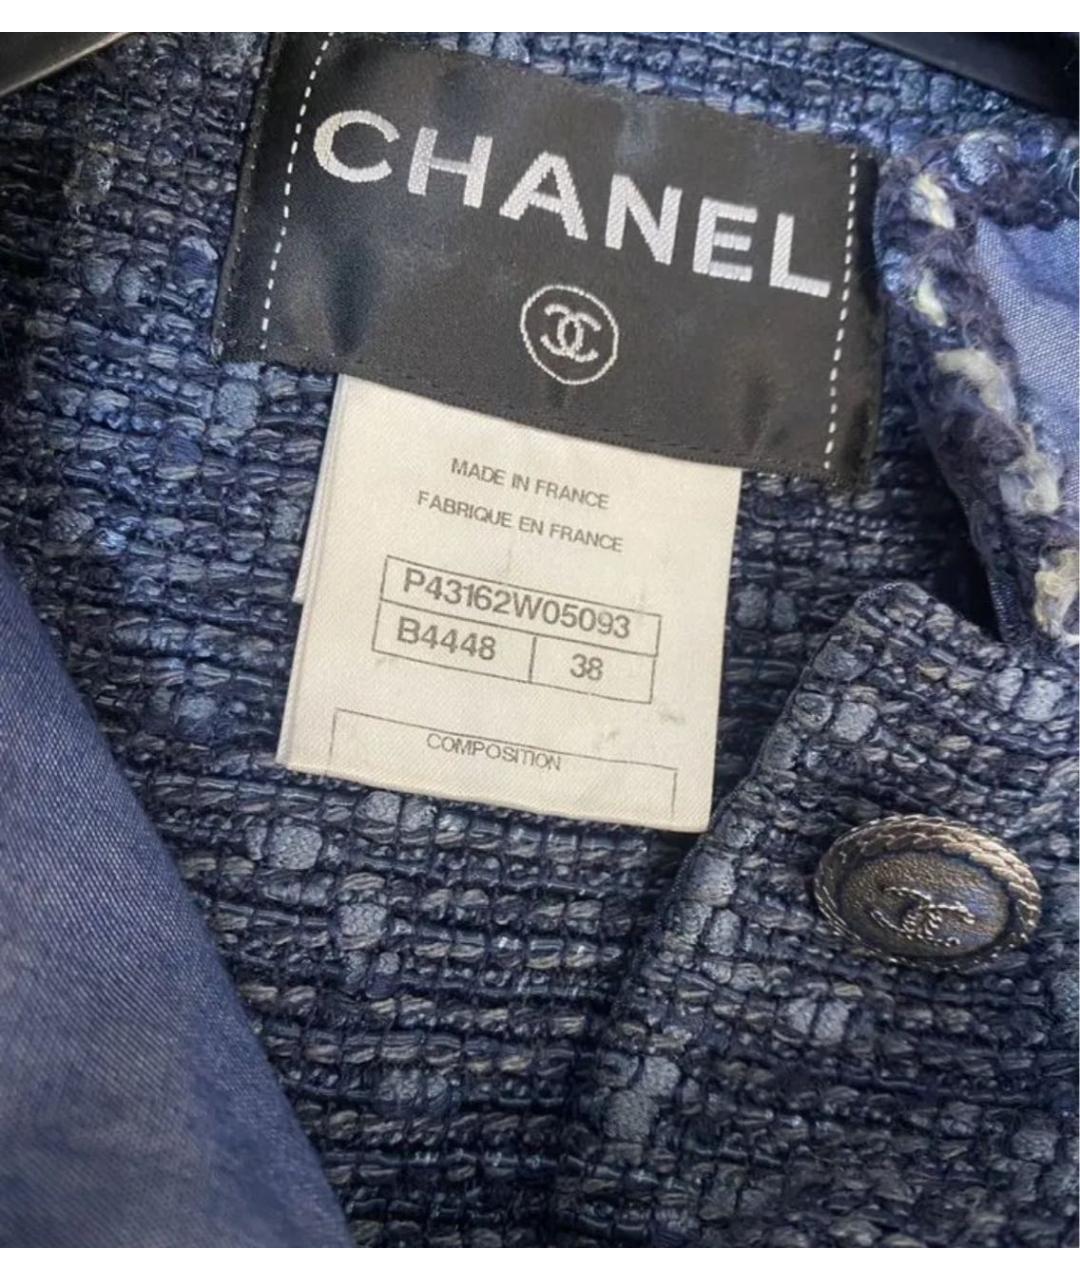 CHANEL
MADE IN FRANCE
FABRIQUE EN FRANCE
P43162W05093
B4448 38
COMPOSITION